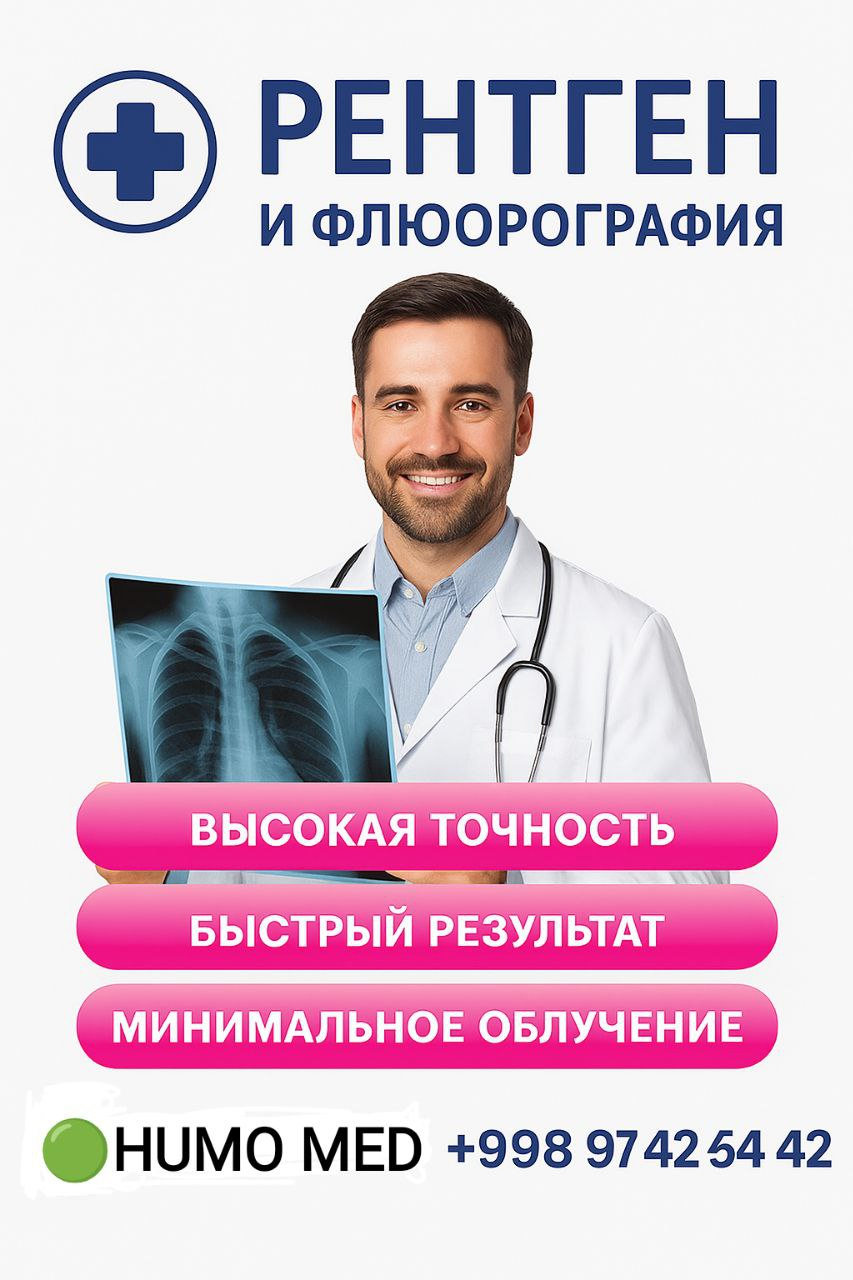 РЕНТГЕН
И ФЛЮОРОГРАФИЯ
ВЫСОКАЯ ТОЧНОСТЬ
БЫСТРЫЙ РЕЗУЛЬТАТ
МИНИМАЛЬНОЕ ОБЛУЧЕНИЕ
HUMO MED +998 97 42 54 42